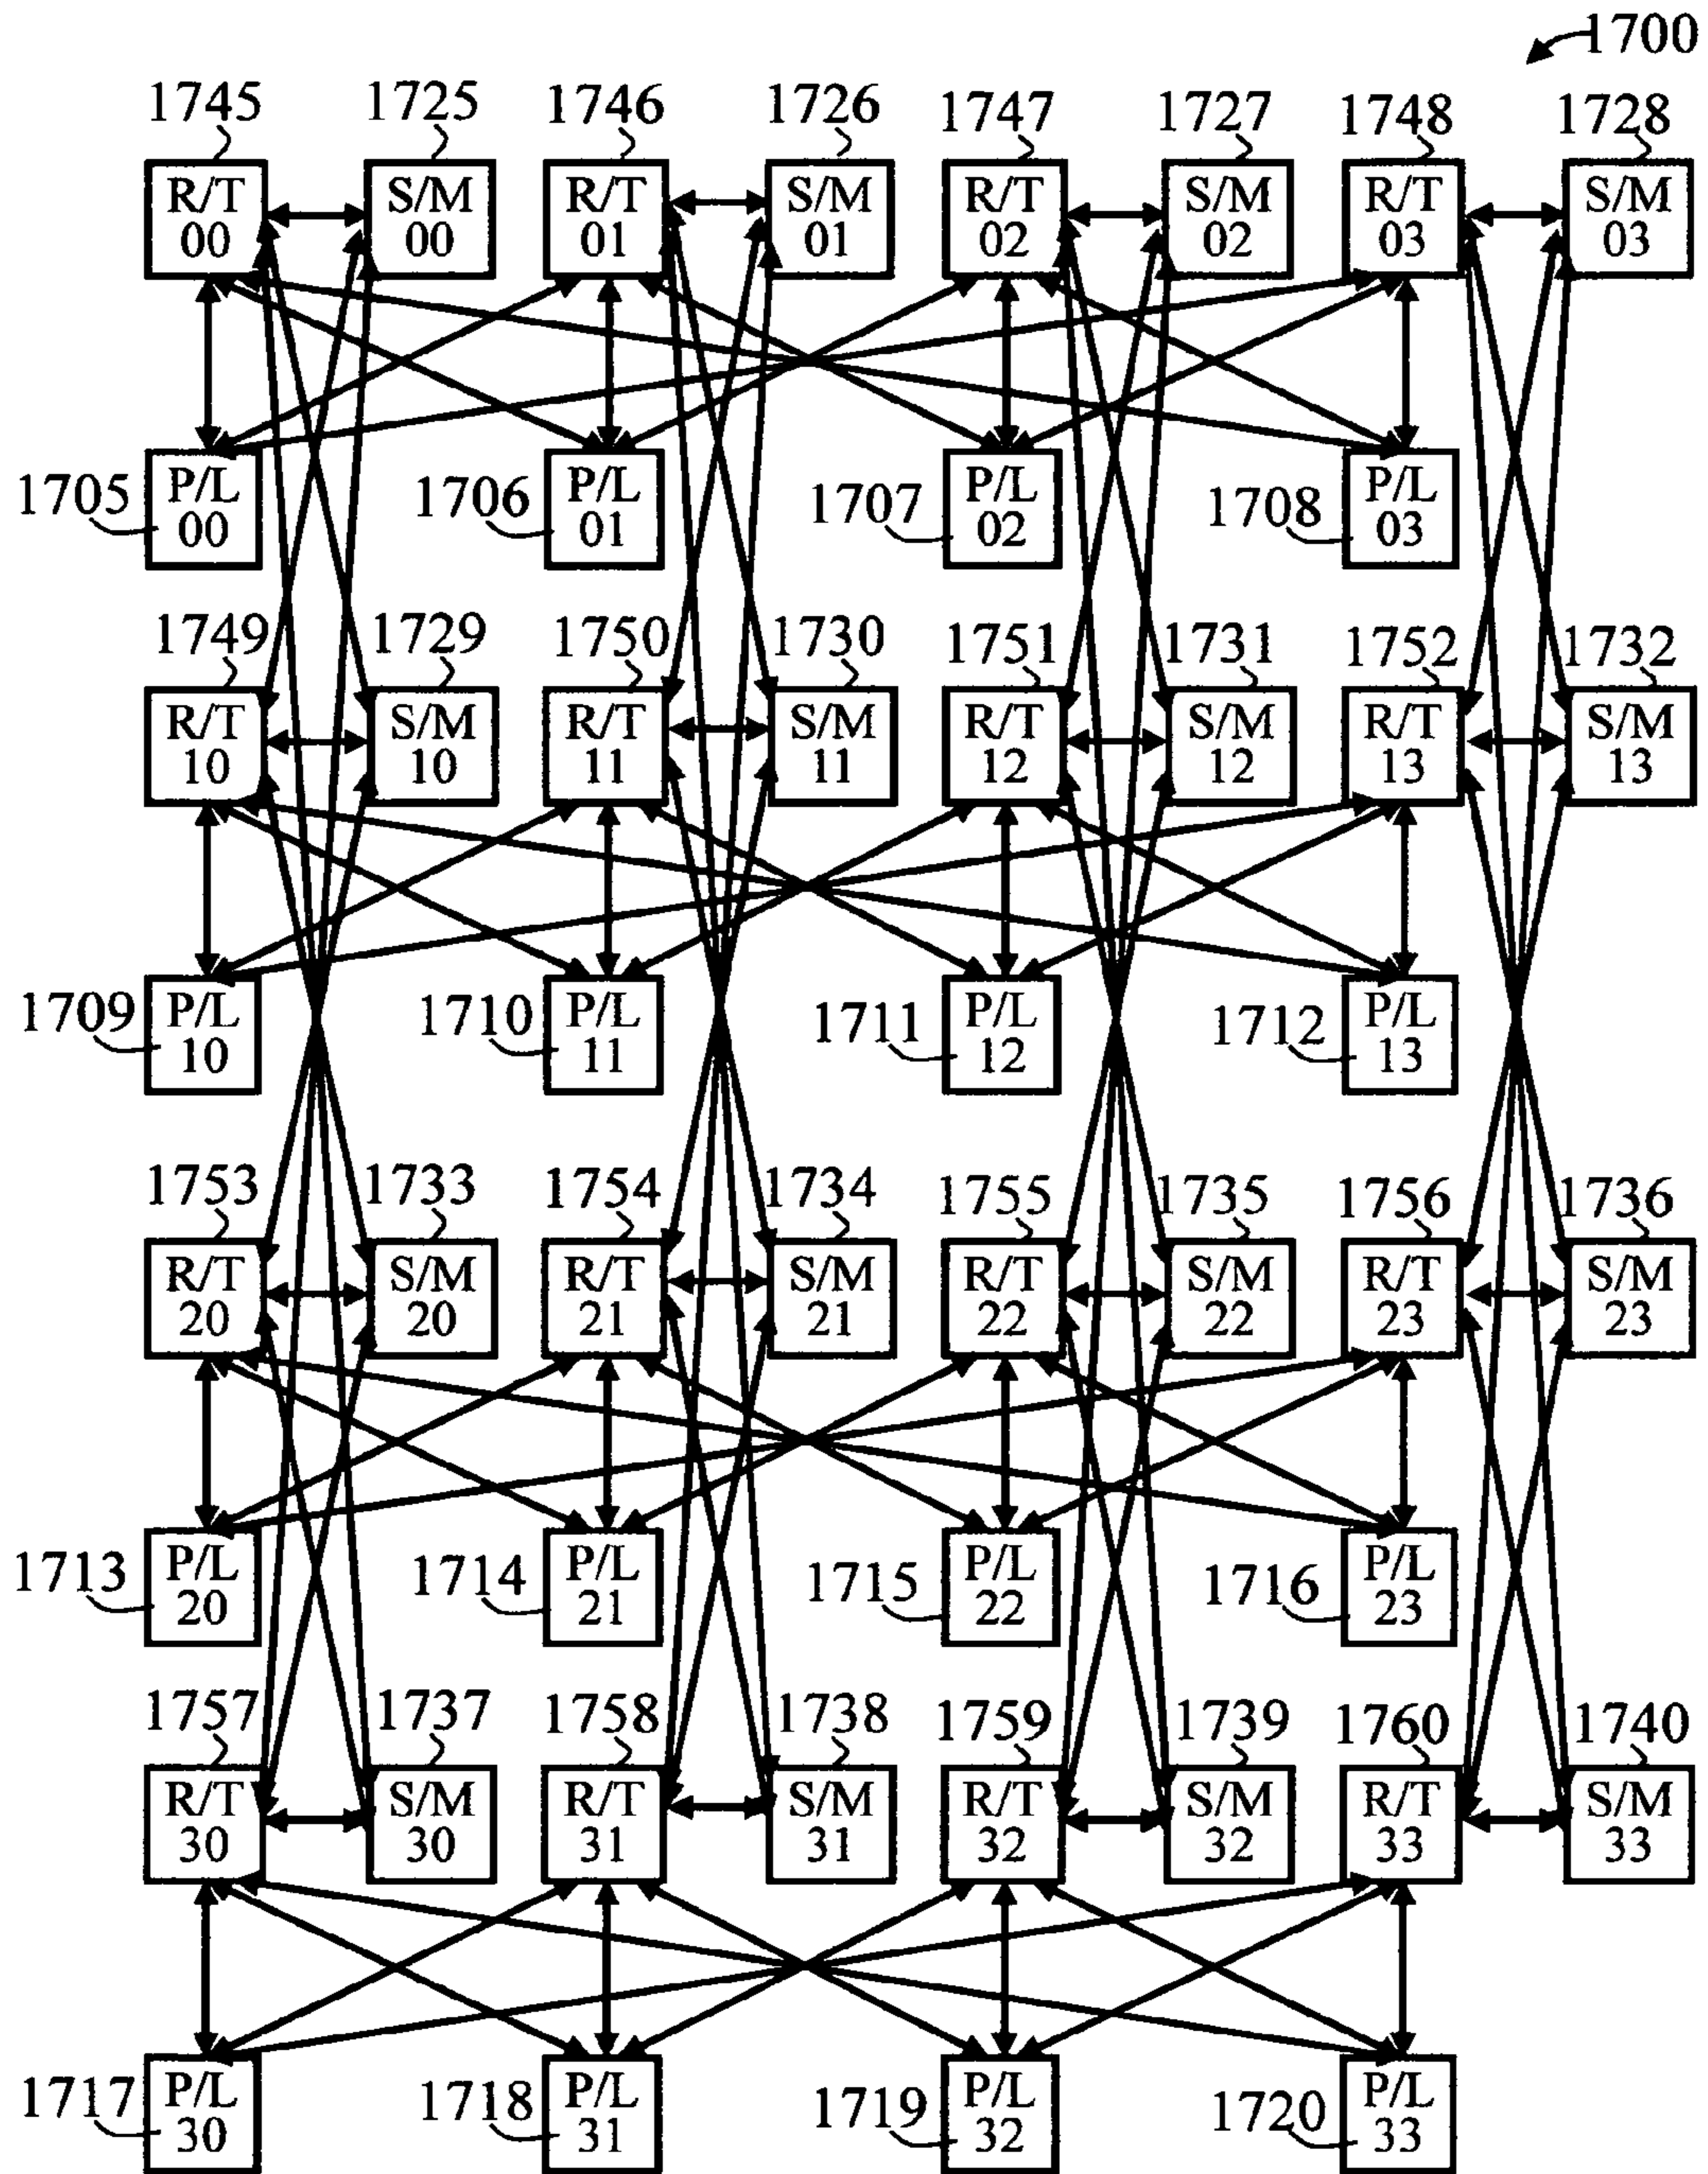 1700
1745 1725 1746 1726 1747 1727 1748 1728
R/T S/M R/T S/M R/T S/M R/T S/M
00 00 01 01 02 02 03 03
1705 P/L 1706 P/L 1707 P/L 1708 P/L
00 01 02 03
1749 1729 1750 1730 1751 1731 1752 1732
R/T S/M R/T S/M R/T S/M R/T S/M
10 10 11 11 12 12 13 13
1709 P/L 1710 P/L 1711 P/L 1712 P/L
10 11 12 13
1753 1733 1754 1734 1755 1735 1756 1736
R/T S/M R/T S/M R/T S/M R/T S/M
20 20 21 21 22 22 23 23
1713 P/L 1714 P/L 1715 P/L 1716 P/L
20 21 22 23
1757 1737 1758 1738 1759 1739 1760 1740
R/T S/M R/T S/M R/T S/M R/T S/M
30 30 31 31 32 32 33 33
1717 P/L 1718 P/L 1719 P/L 1720 P/L
30 31 32 33